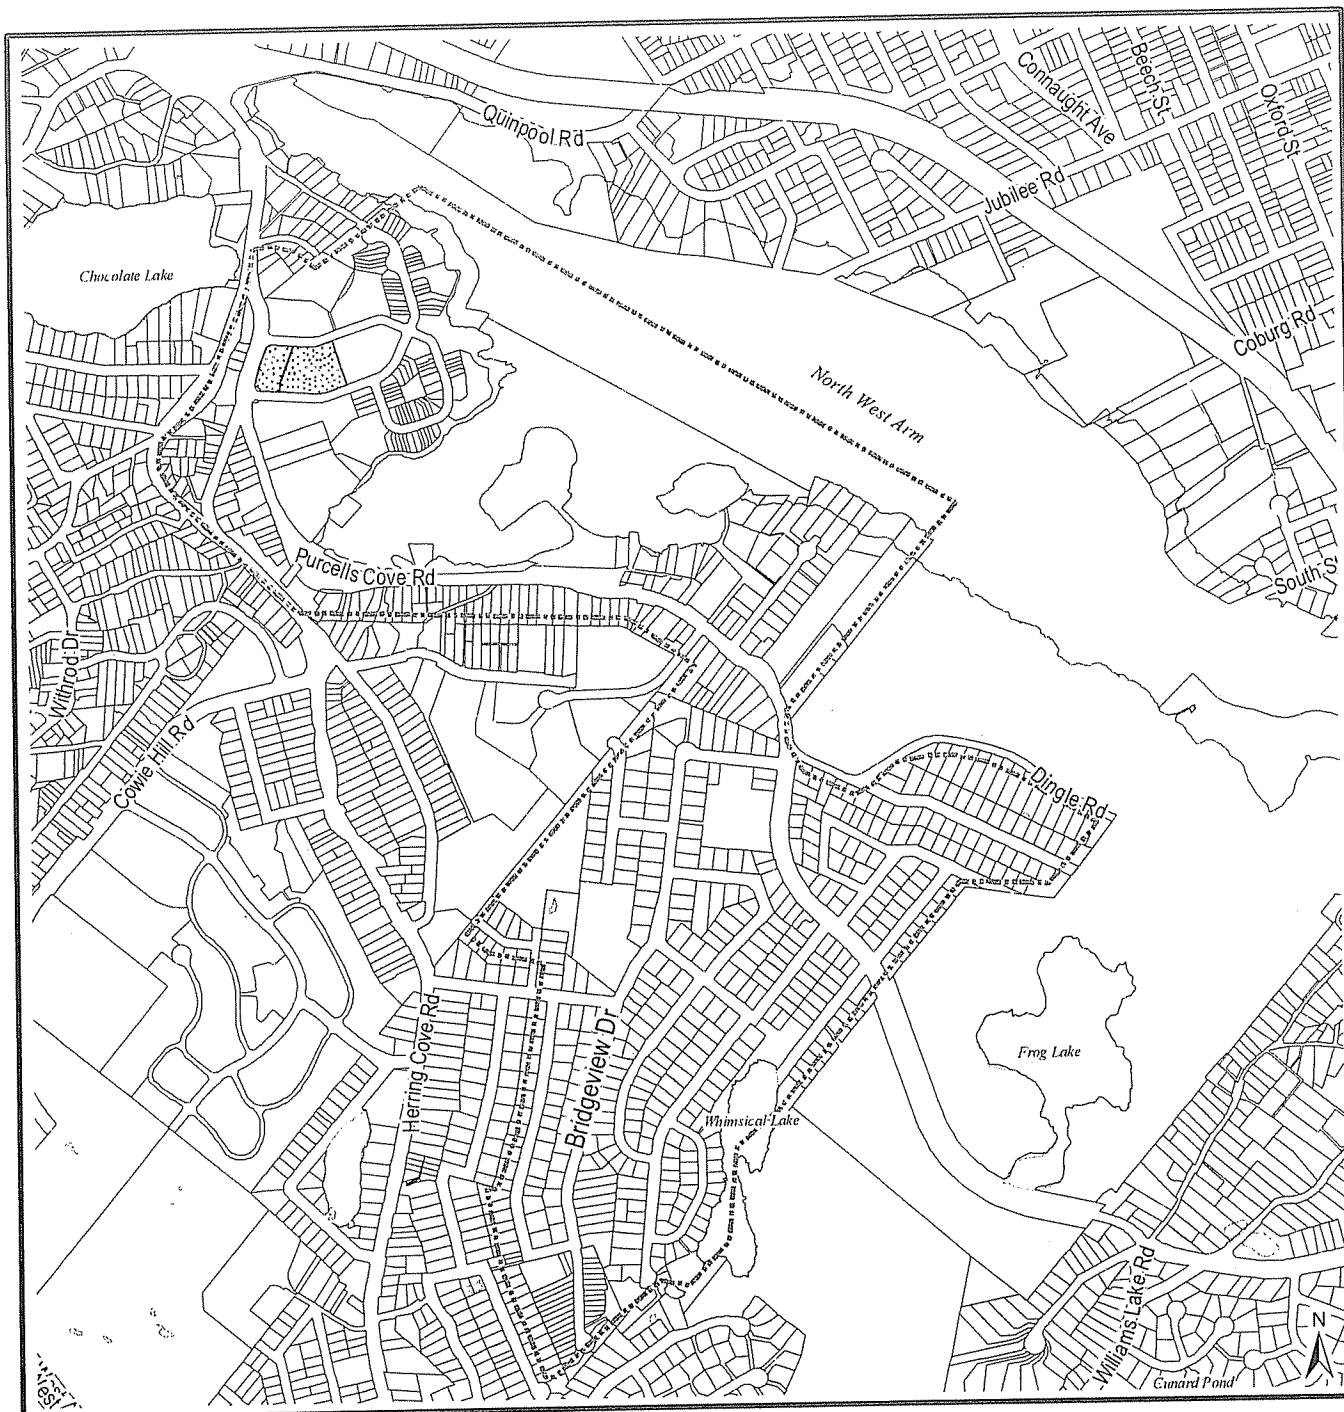 Connaught Ave
Beech St
Oxford St
Quinpool Rd
Jubilee Rd
Chocolate Lake
Coburg Rd
North West Arm
South S
Purcells Cove Rd
Withrod Dr
Cowie Hill Rd
Dingle Rd
Herring Cove Rd
Bridgeview Dr
Frog Lake
Whimsical Lake
Williams Lake Rd
N
Cunard Pond